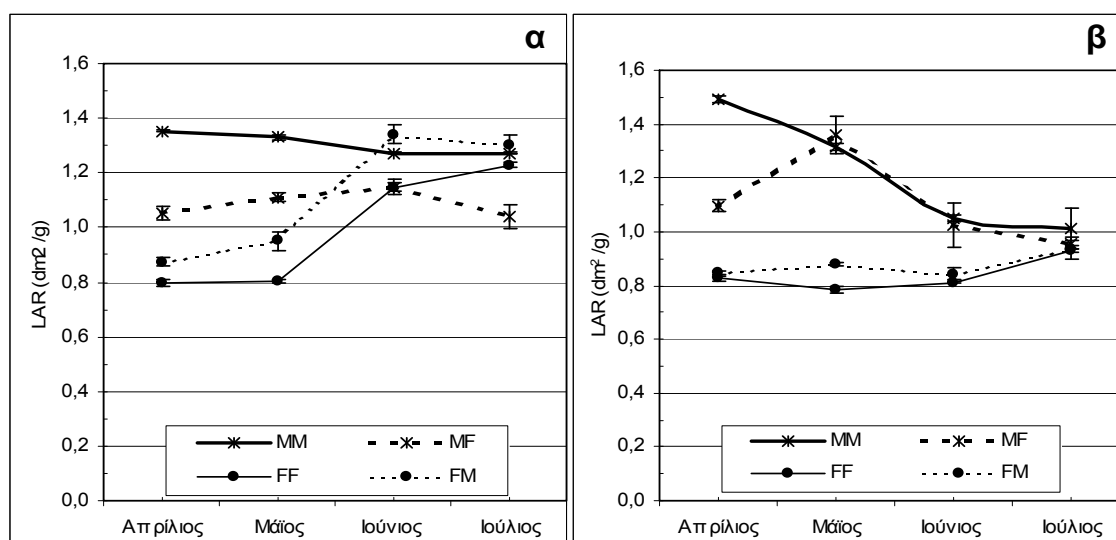 α
LAR (dm2 /g)
1,6
1,4
1,2
1,0
0,8
0,6
0,4
0,2
0,0
MM
MF
FF
FM
Απρίλιος
Μάϊος
Ιούνιος
Ιούλιος
β
LAR (dm² /g)
1,6
1,4
1,2
1,0
0,8
0,6
0,4
0,2
0,0
MM
MF
FF
FM
Απρίλιος
Μάϊος
Ιούνιος
Ιούλιος